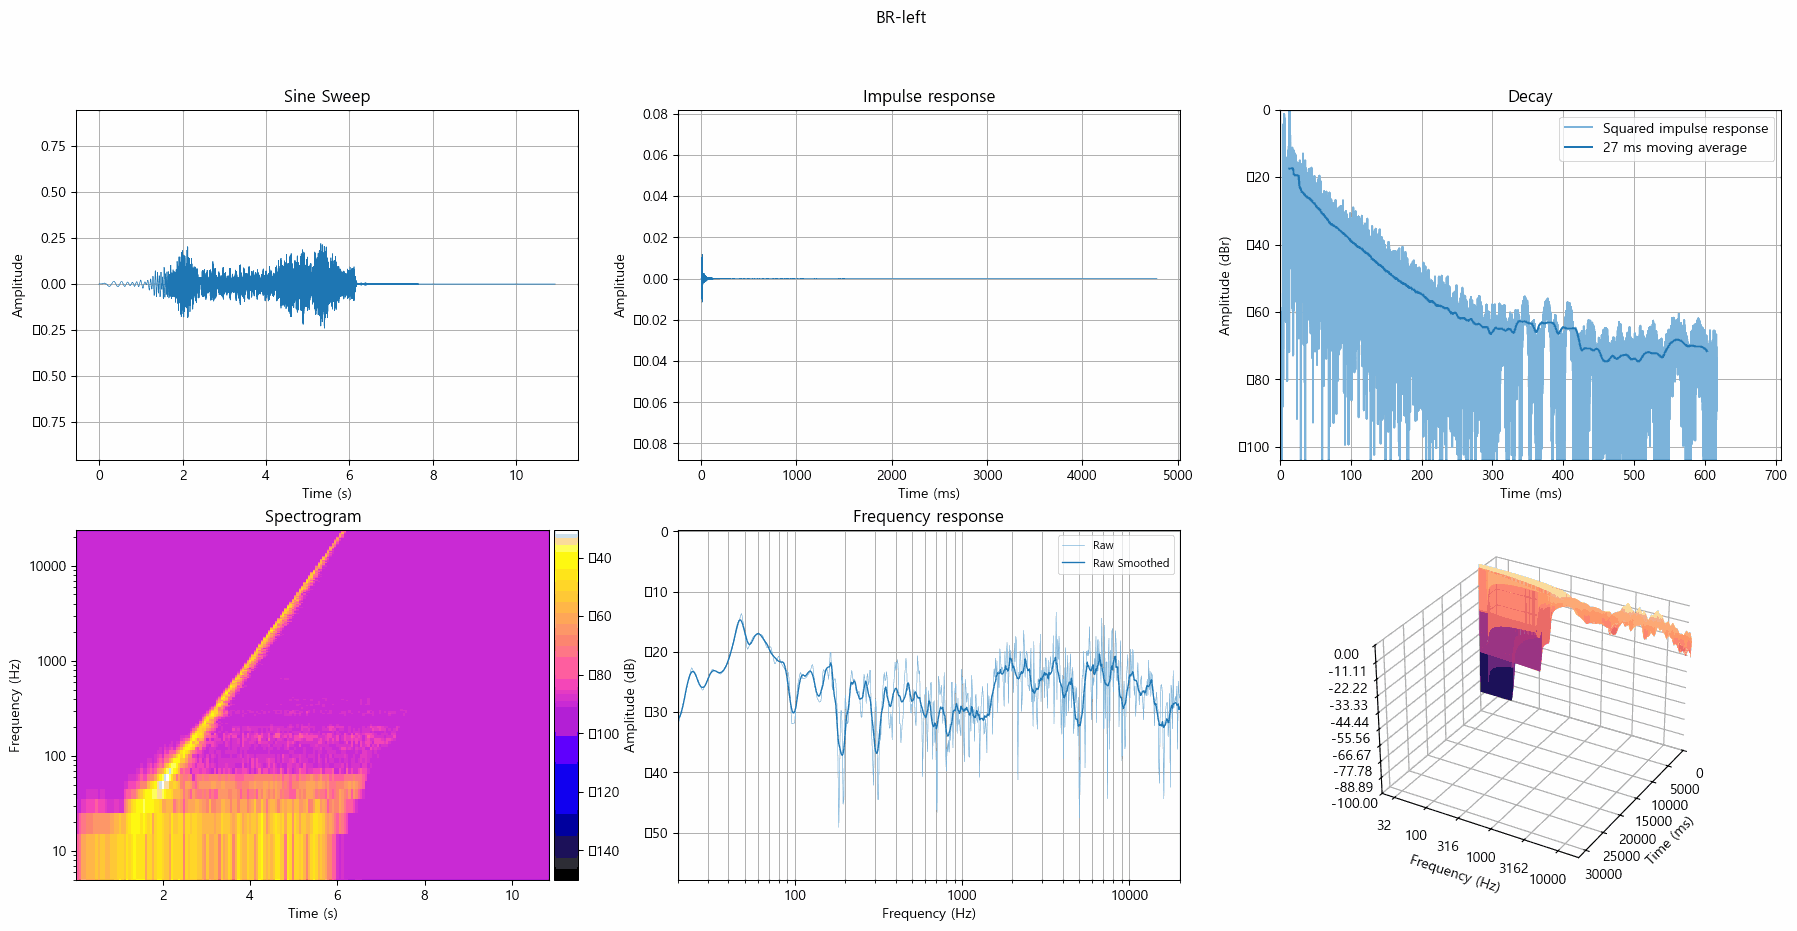 BR-left
Sine Sweep
Amplitude
0.75
0.50
0.25
0.00
▯0.25
▯0.50
▯0.75
0 2 4 6 8 10
Time (s)
Impulse response
Amplitude
0.08
0.06
0.04
0.02
0.00
▯0.02
▯0.04
▯0.06
▯0.08
0 1000 2000 3000 4000 5000
Time (ms)
Decay
Squared impulse response
27 ms moving average
Amplitude (dBr)
0
▯20
▯40
▯60
▯80
▯100
0 100 200 300 400 500 600 700
Time (ms)
Spectrogram
Frequency (Hz)
10000
1000
100
10
2 4 6 8 10
Time (s)
▯40
▯60
▯80
▯100
▯120
▯140
Frequency response
Raw
Raw Smoothed
Amplitude (dB)
0
▯10
▯20
▯30
▯40
▯50
100 1000 10000
Frequency (Hz)
0.00
-11.11
-22.22
-33.33
-44.44
-55.56
-66.67
-77.78
-88.89
-100.00
32
100
316
1000
3162
10000
Frequency (Hz)
0
5000
10000
15000
20000
25000
30000
Time (ms)